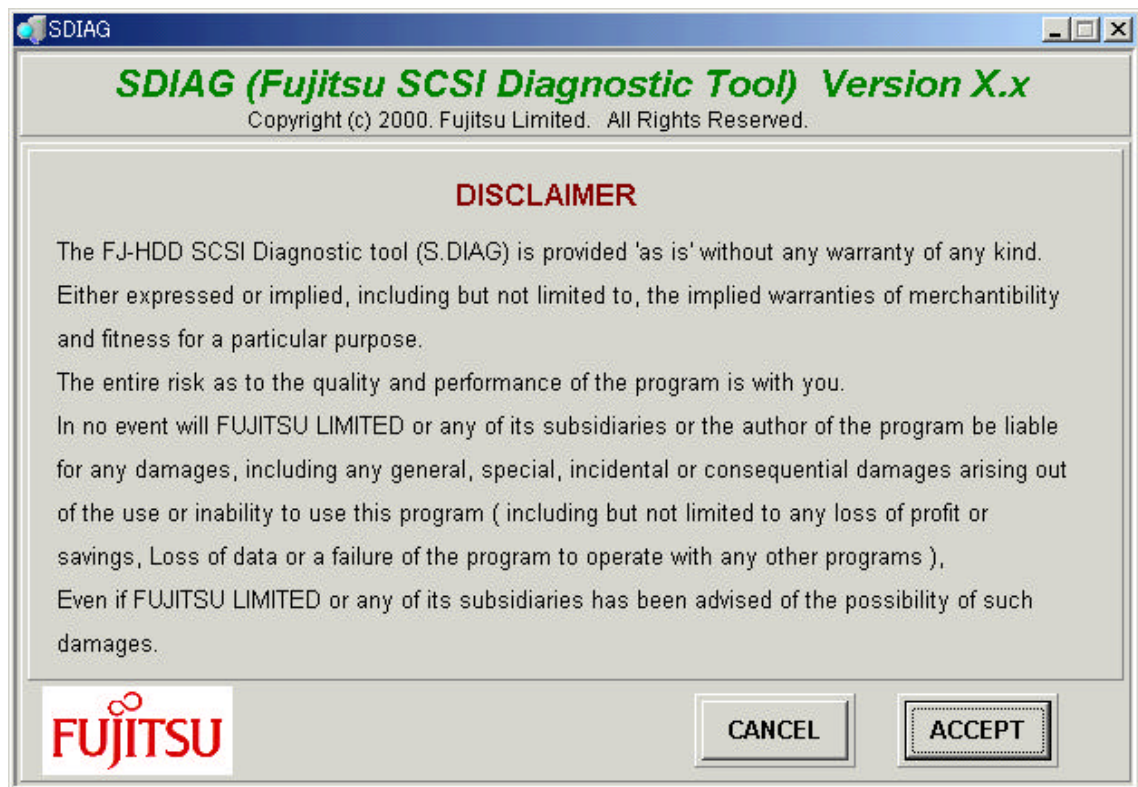 SDIAG
SDIAG (Fujitsu SCSI Diagnostic Tool) Version X.x
Copyright (c) 2000. Fujitsu Limited. All Rights Reserved.
DISCLAIMER
The FJ-HDD SCSI Diagnostic tool (S.DIAG) is provided 'as is' without any warranty of any kind.
Either expressed or implied, including but not limited to, the implied warranties of merchantibility
and fitness for a particular purpose.
The entire risk as to the quality and performance of the program is with you.
In no event will FUJITSU LIMITED or any of its subsidiaries or the author of the program be liable
for any damages, including any general, special, incidental or consequential damages arising out
of the use or inability to use this program ( including but not limited to any loss of profit or
savings, Loss of data or a failure of the program to operate with any other programs ),
Even if FUJITSU LIMITED or any of its subsidiaries has been advised of the possibility of such
damages.
FUJITSU
CANCEL
ACCEPT